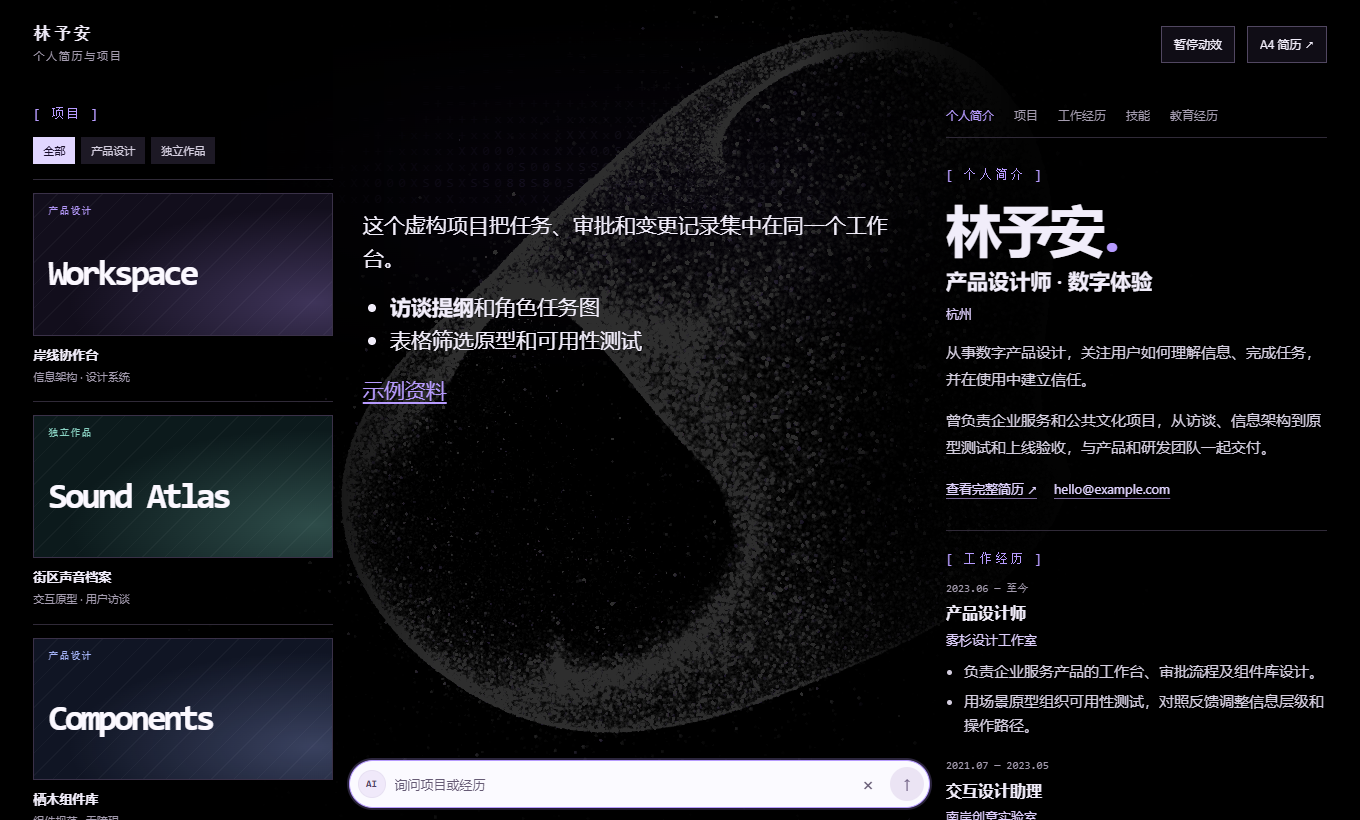 林予安
个人简历与项目
暂停动效
A4 简历 ↗
[ 项目 ]
全部
产品设计
独立作品
产品设计
Workspace
岸线协作台
信息架构 · 设计系统
独立作品
Sound Atlas
街区声音档案
交互原型 · 用户访谈
产品设计
Components
栖木组件库
这个虚构项目把任务、审批和变更记录集中在同一个工作
台。
• 访谈提纲和角色任务图
• 表格筛选原型和可用性测试
示例资料
AI
询问项目或经历
×
↑
个人简介
项目
工作经历
技能
教育经历
[ 个人简介 ]
林予安.
产品设计师 · 数字体验
杭州
从事数字产品设计，关注用户如何理解信息、完成任务，
并在使用中建立信任。
曾负责企业服务和公共文化项目，从访谈、信息架构到原
型测试和上线验收，与产品和研发团队一起交付。
查看完整简历 ↗
hello@example.com
[ 工作经历 ]
2023.06 — 至今
产品设计师
雾杉设计工作室
• 负责企业服务产品的工作台、审批流程及组件库设计。
• 用场景原型组织可用性测试，对照反馈调整信息层级和
操作路径。
2021.07 — 2023.05
交互设计助理
南岸创意实验室